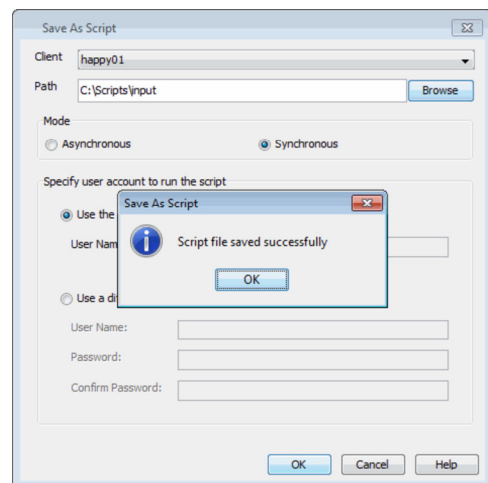 Save As Script
Client
happy01
Path
C:\Scripts\input
Browse
Mode
Asynchronous
Synchronous
Specify user account to run the script
Use the
User Nam
Save As Script
Script file saved successfully
OK
Use a di
User Name:
Password:
Confirm Password:
OK
Cancel
Help